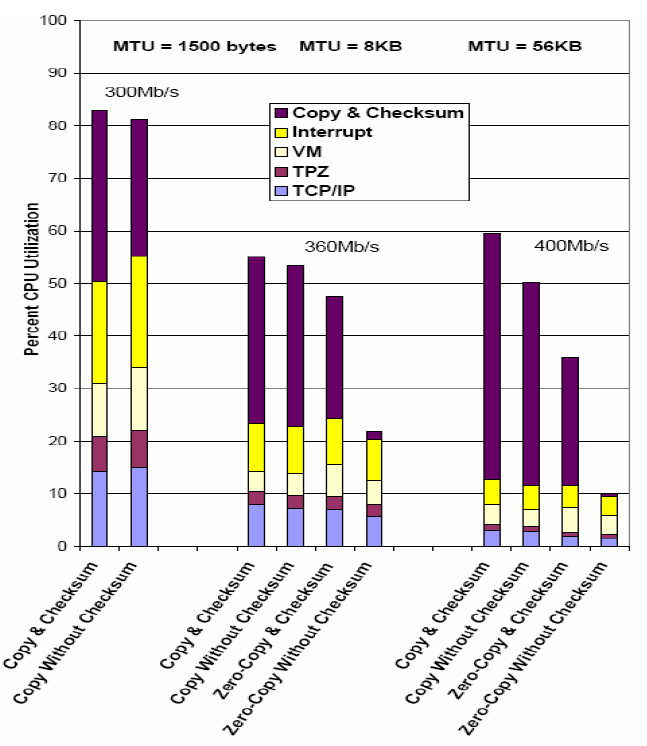 100
MTU = 1500 bytes MTU = 8KB MTU = 56KB
90
300Mb/s
80
Copy & Checksum
Interrupt
VM
TPZ
TCP/IP
70
60
360Mb/s
400Mb/s
50
40
30
20
10
0
Percent CPU Utilization
Copy & Checksum
Copy Without Checksum
Copy & Checksum
Copy Without Checksum
Zero-Copy & Checksum
Zero-Copy Without Checksum
Copy & Checksum
Copy Without Checksum
Zero-Copy & Checksum
Zero-Copy Without Checksum